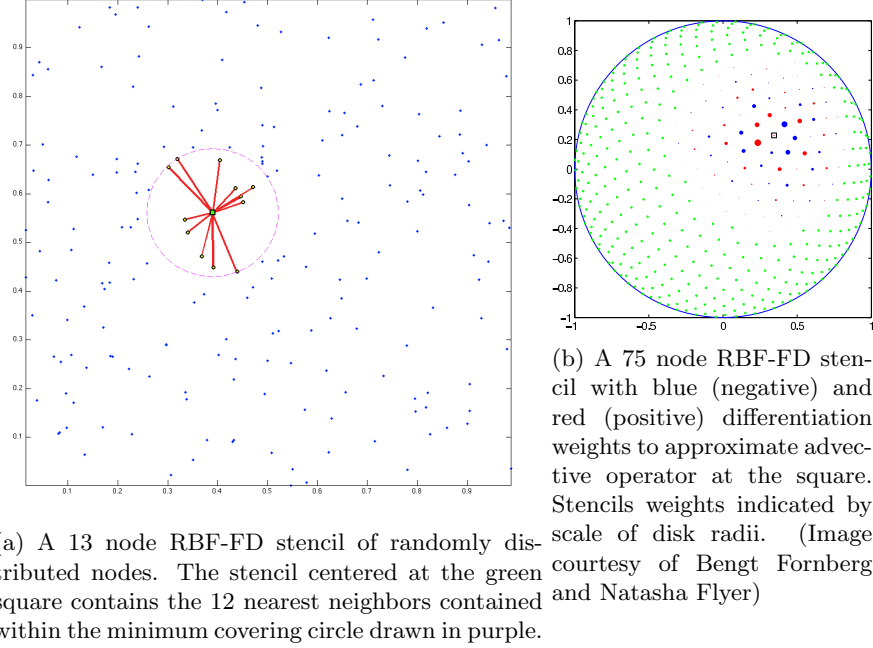 0.9
0.8
0.7
0.6
0.5
0.4
0.3
0.2
0.1
0.1 0.2 0.3 0.4 0.5 0.6 0.7 0.8 0.9
(a) A 13 node RBF-FD stencil of randomly dis-
tributed nodes. The stencil centered at the green
square contains the 12 nearest neighbors contained
within the minimum covering circle drawn in purple.
1
0.8
0.6
0.4
0.2
0
−0.2
−0.4
−0.6
−0.8
−1
−1 −0.5 0 0.5 1
(b) A 75 node RBF-FD sten-
cil with blue (negative) and
red (positive) differentiation
weights to approximate advec-
tive operator at the square.
Stencils weights indicated by
scale of disk radii. (Image
courtesy of Bengt Fornberg
and Natasha Flyer)